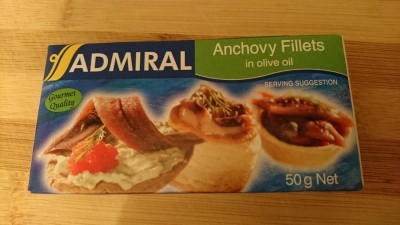 ADMIRAL
Anchovy Fillets
in olive oil
SERVING SUGGESTION
Gourmet
Quality
50g Net